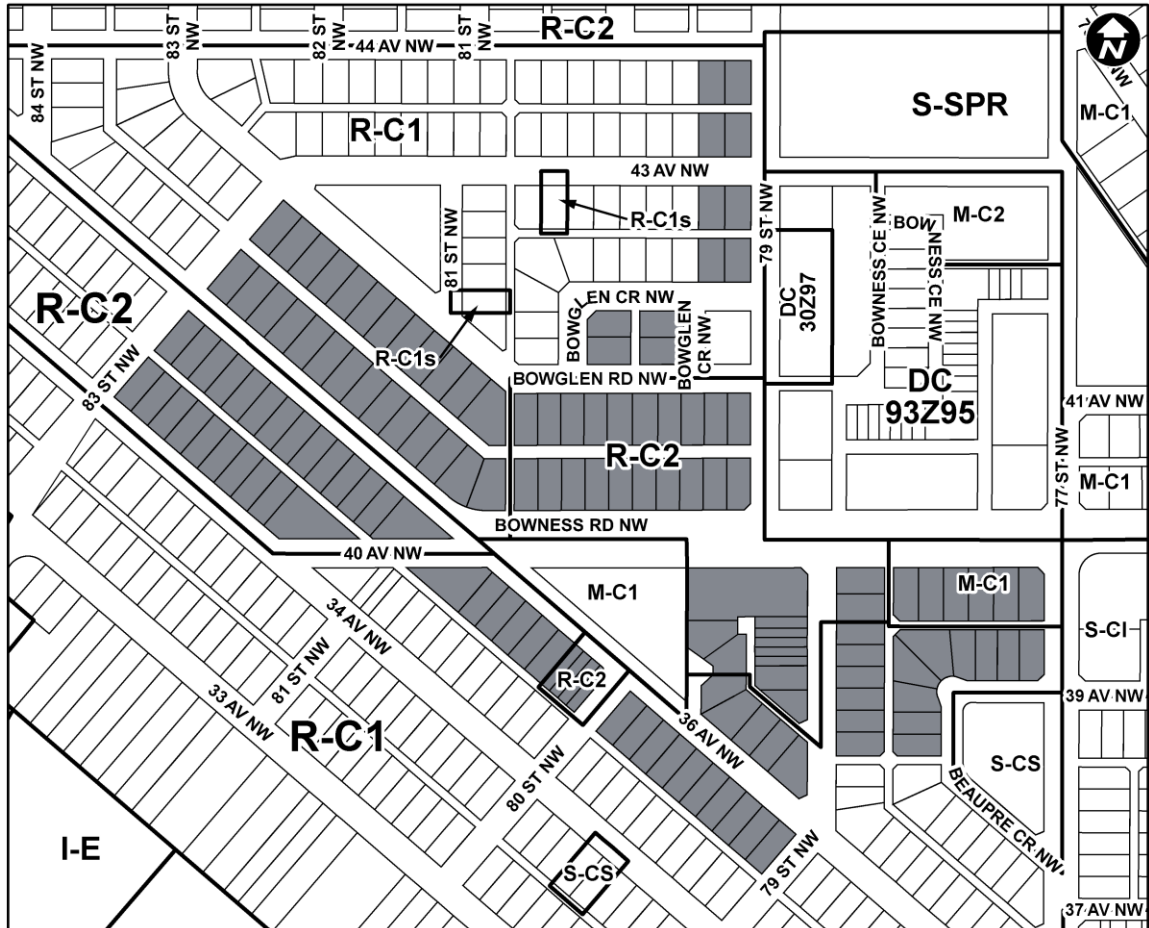 R-C2
83 ST NW
82 ST NW
81 ST NW
44 AV NW
84 ST NW
N
S-SPR
M-C1
R-C1
43 AV NW
R-C1s
79 ST NW
M-C2
BOWNESS CE NW
BOWNESS CE NW
81 ST NW
DC
30Z97
BOWGLEN CR NW
BOWGLEN
CR NW
R-C2
R-C1s
BOWGLEN RD NW
DC
93Z95
83 ST NW
41 AV NW
R-C2
77 ST NW
M-C1
BOWNESS RD NW
40 AV NW
M-C1
M-C1
34 AV NW
S-CI
81 ST NW
R-C2
39 AV NW
33 AV NW
R-C1
36 AV NW
S-CS
80 ST NW
BEAUPRE CR NW
I-E
S-CS
79 ST NW
37 AV NW